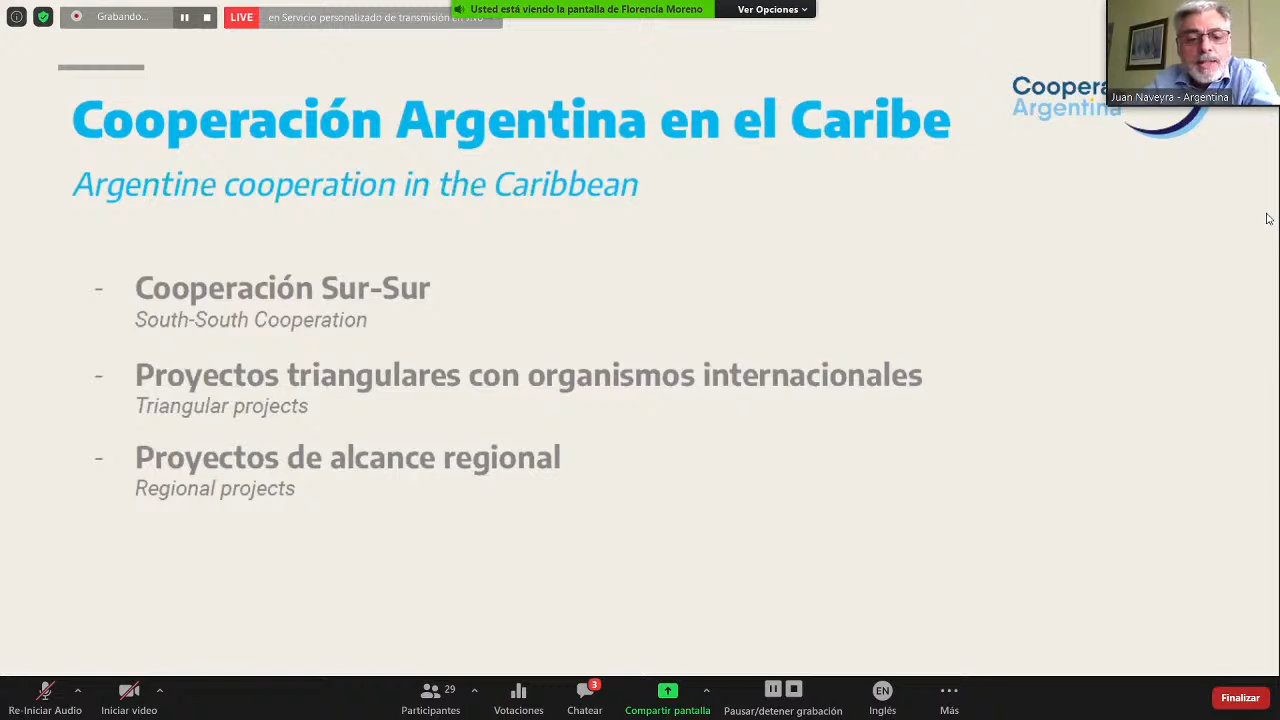 Grabando...
LIVE
en Servicio personalizado de transmisión en vivo
Usted está viendo la pantalla de Florencia Moreno
Ver Opciones
Juan Naveyra - Argentina
Coopera
Argentina
Cooperación Argentina en el Caribe
Argentine cooperation in the Caribbean
- Cooperación Sur-Sur
South-South Cooperation
- Proyectos triangulares con organismos internacionales
Triangular projects
- Proyectos de alcance regional
Regional projects
Re-Iniciar Audio
Iniciar video
29
Participantes
Votaciones
3
Chatear
Compartir pantalla
Pausar/detener grabación
EN
Inglés
Más
Finalizar